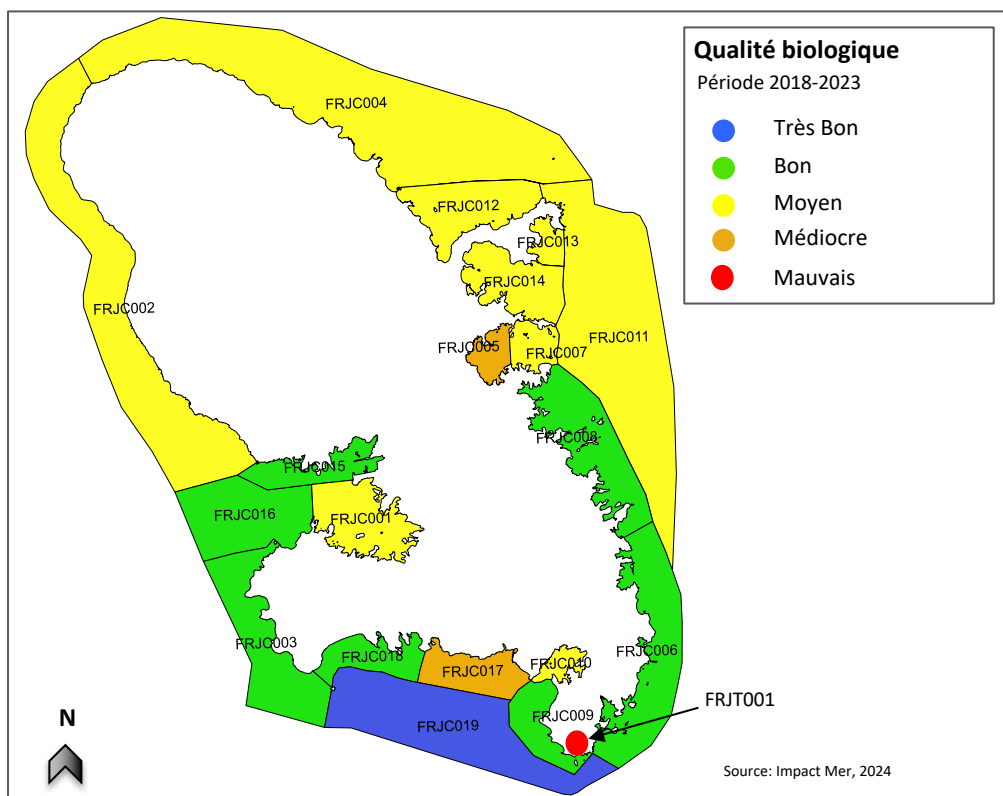 Qualité biologique
Période 2018-2023
Très Bon
Bon
Moyen
Médiocre
Mauvais
FRJC004
FRJC012
FRJC013
FRJC014
FRJC002
FRJC011
FRJC005
FRJC007
FRJC008
FRJC015
FRJC016
FRJC001
FRJC003
FRJC018
FRJC017
FRJC010
FRJC006
FRJT001
FRJC009
FRJC019
N
Source: Impact Mer, 2024